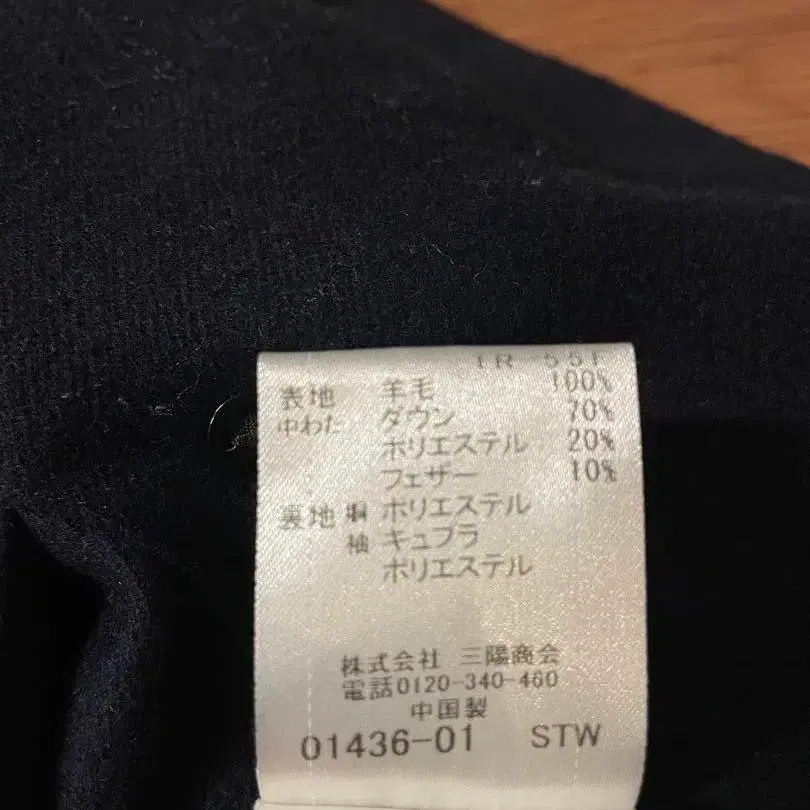 表地 羊毛 100%
中わた ダウン 70%
ポリエステル 20%
フェザー 10%
裏地 胴 ポリエステル
袖 キュプラ
ポリエステル
株式会社 三陽商会
電話0120-340-460
中国製
01436-01 STW